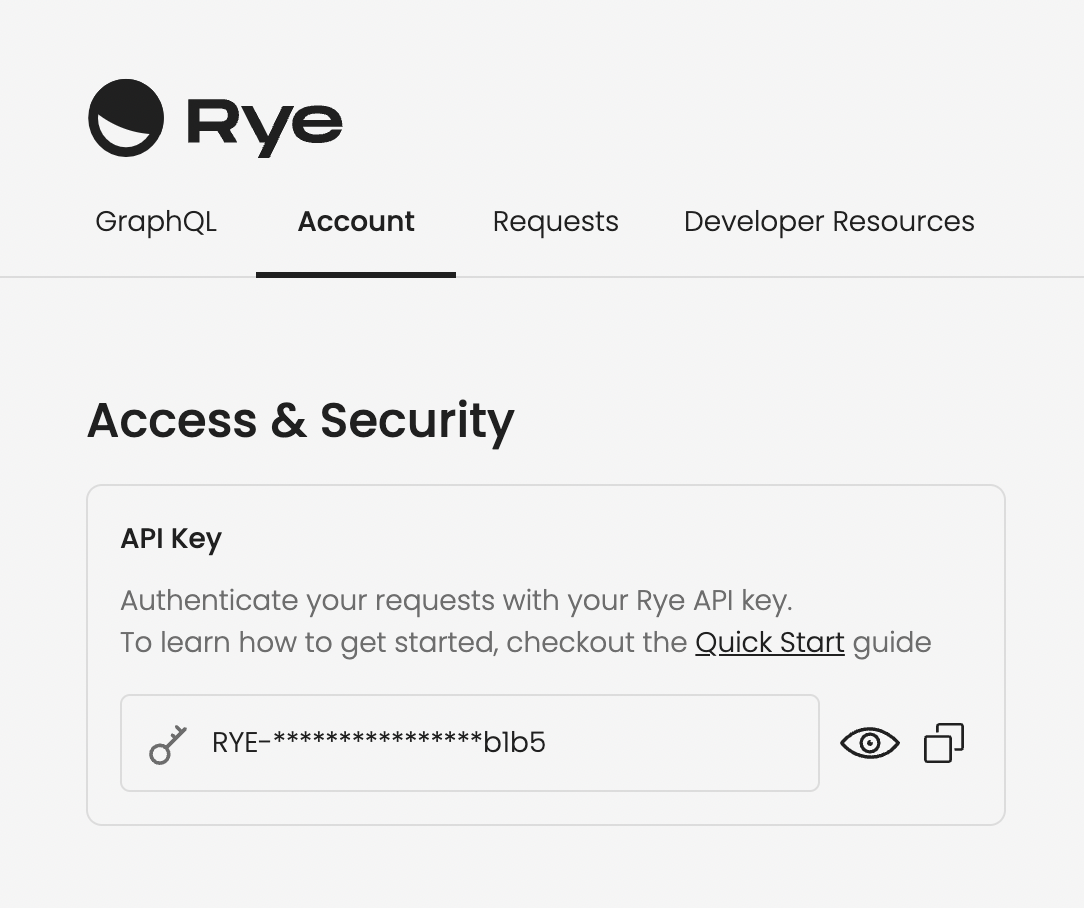 Rye
GraphQL Account Requests Developer Resources
Access & Security
API Key
Authenticate your requests with your Rye API key.
To learn how to get started, checkout the Quick Start guide
RYE-****************b1b5